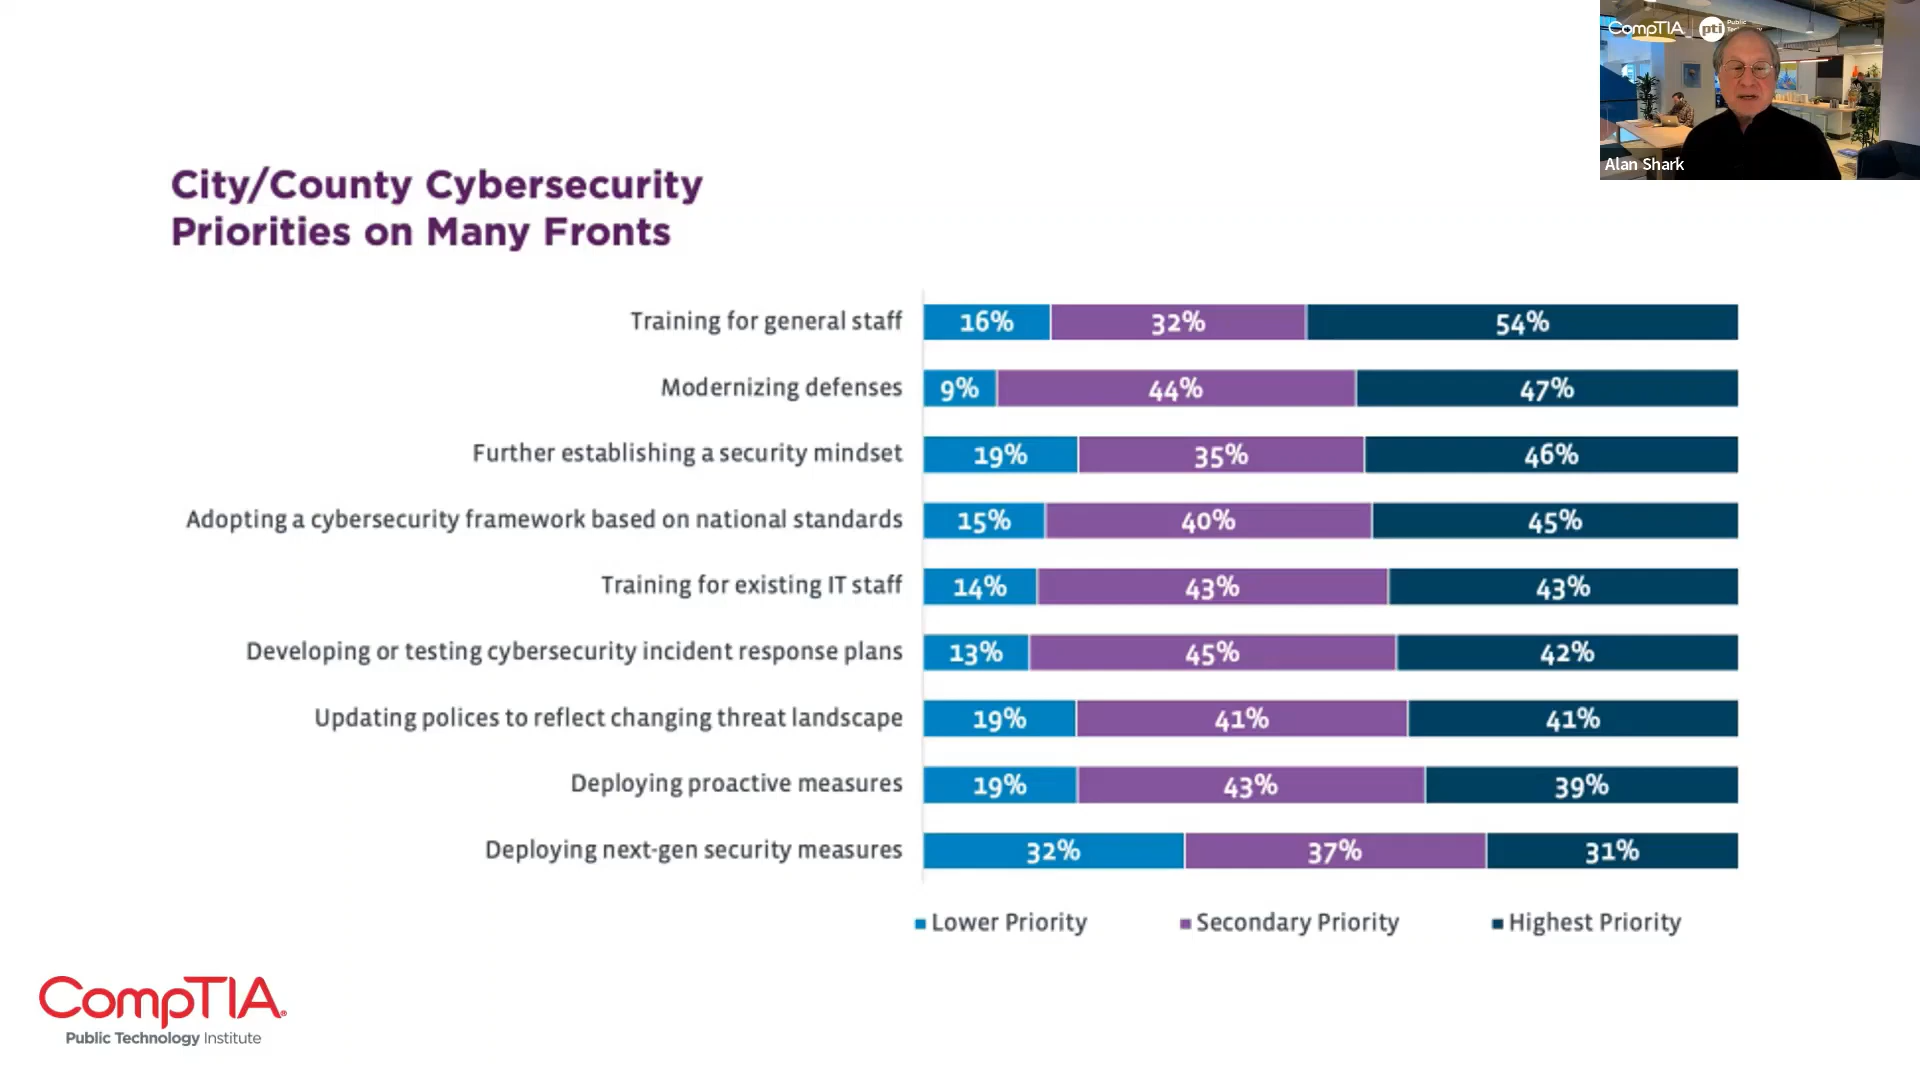 CompTIA
pti
Public
Alan Shark
City/County Cybersecurity
Priorities on Many Fronts
Training for general staff 16% 32% 54%
Modernizing defenses 9% 44% 47%
Further establishing a security mindset 19% 35% 46%
Adopting a cybersecurity framework based on national standards 15% 40% 45%
Training for existing IT staff 14% 43% 43%
Developing or testing cybersecurity incident response plans 13% 45% 42%
Updating polices to reflect changing threat landscape 19% 41% 41%
Deploying proactive measures 19% 43% 39%
Deploying next-gen security measures 32% 37% 31%
Lower Priority Secondary Priority Highest Priority
CompTIA®
Public Technology Institute